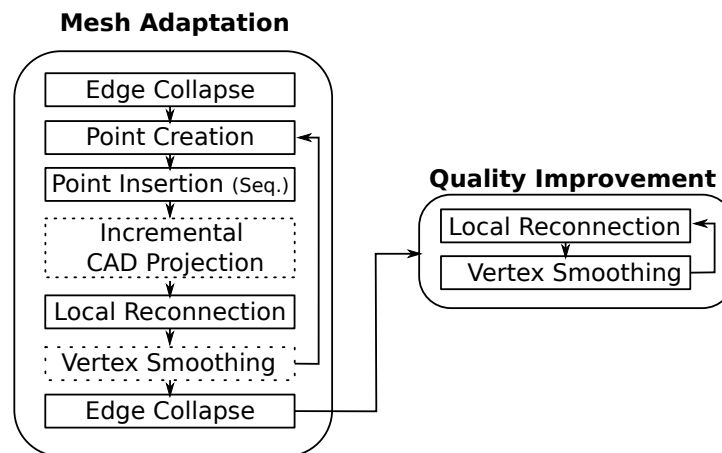 Mesh Adaptation
Edge Collapse
Point Creation
Point Insertion (Seq.)
Incremental
CAD Projection
Local Reconnection
Vertex Smoothing
Edge Collapse
Quality Improvement
Local Reconnection
Vertex Smoothing